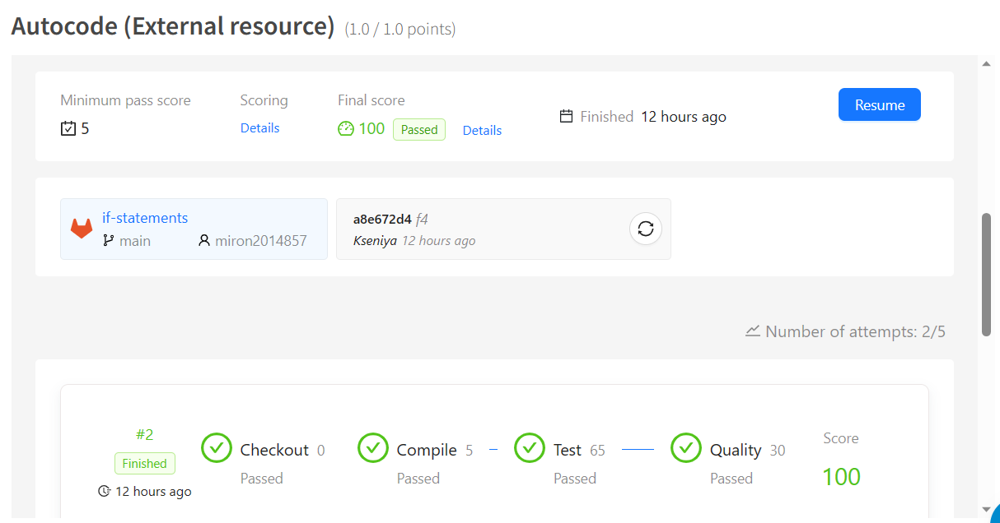 Autocode (External resource) (1.0 / 1.0 points)
Minimum pass score Scoring Final score
5 Details 100 Passed Details
Finished 12 hours ago
Resume
if-statements
main miron2014857
a8e672d4 f4
Kseniya 12 hours ago
Number of attempts: 2/5
#2
Finished
12 hours ago
Checkout 0
Passed
Compile 5
Passed
Test 65
Passed
Quality 30
Passed
Score
100